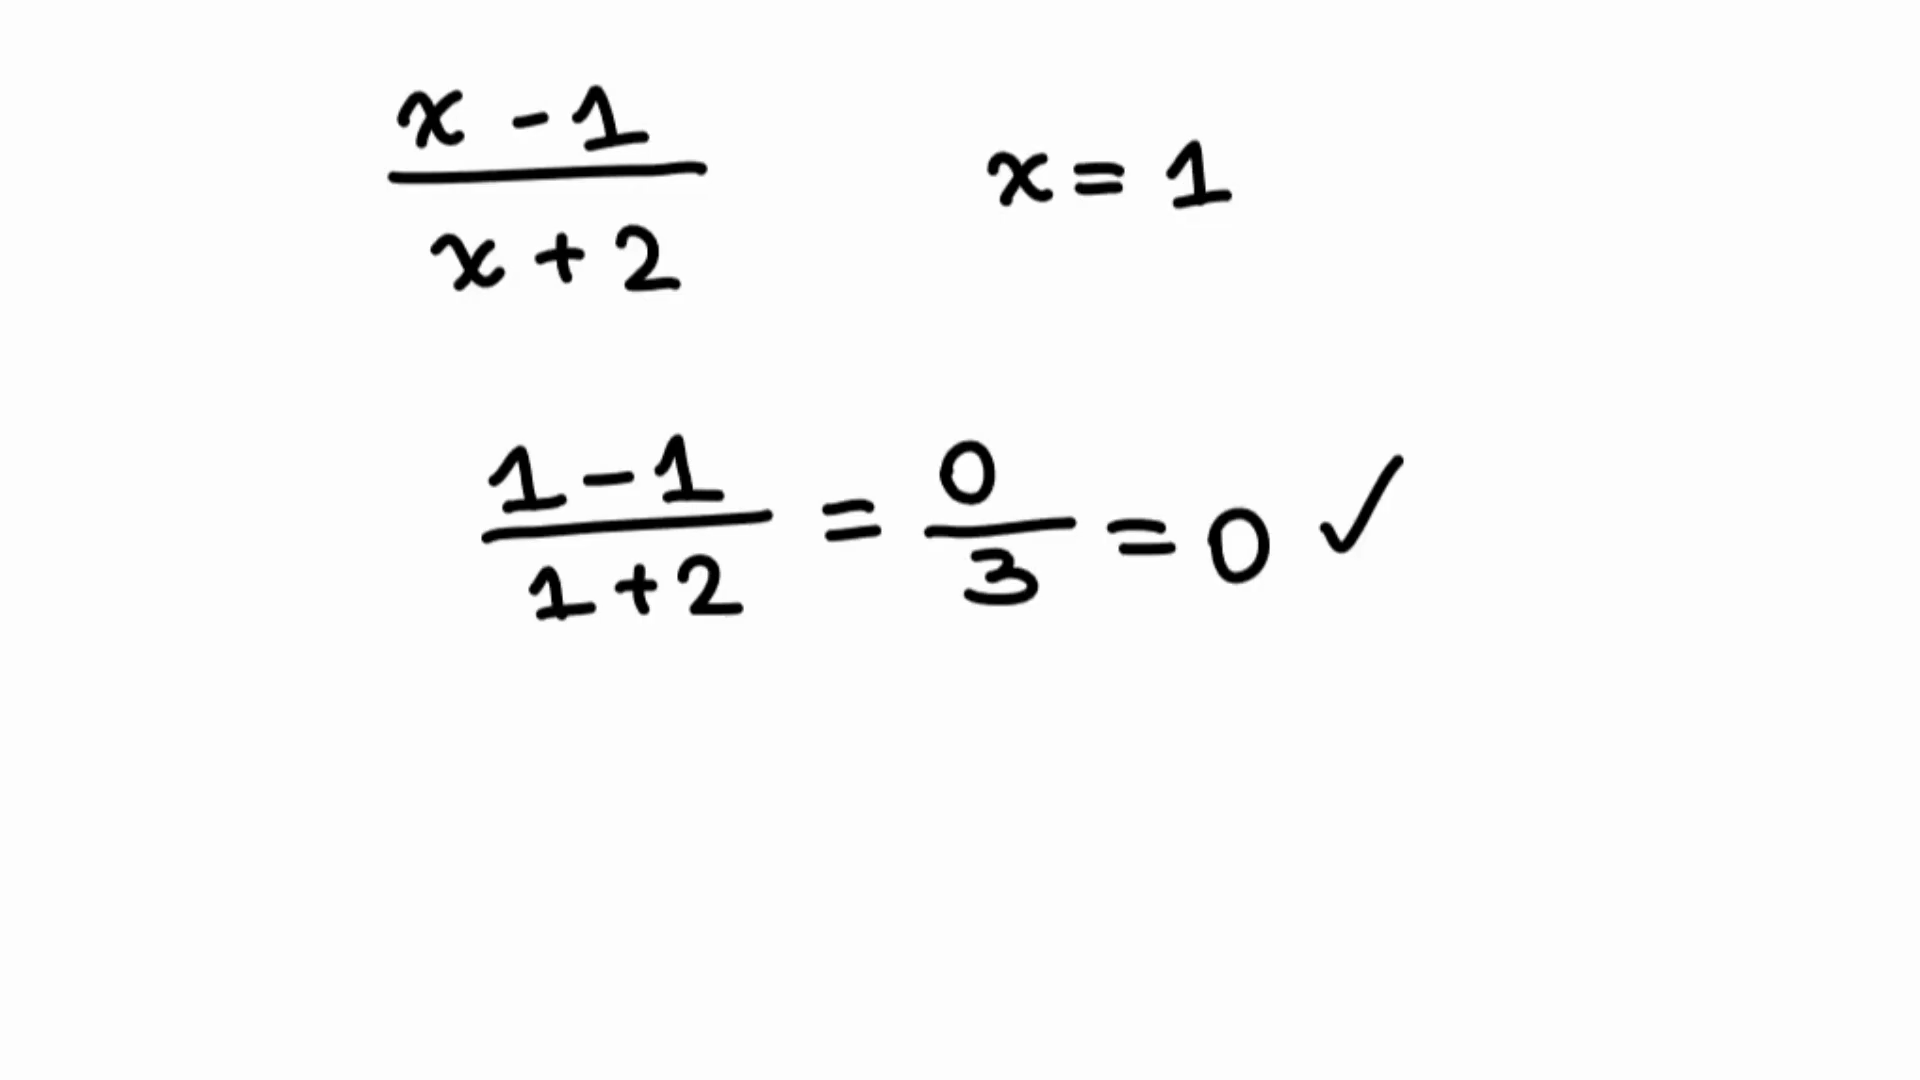 x - 1
x + 2
x = 1
1 - 1 / 1 + 2 = 0 / 3 = 0 ✓